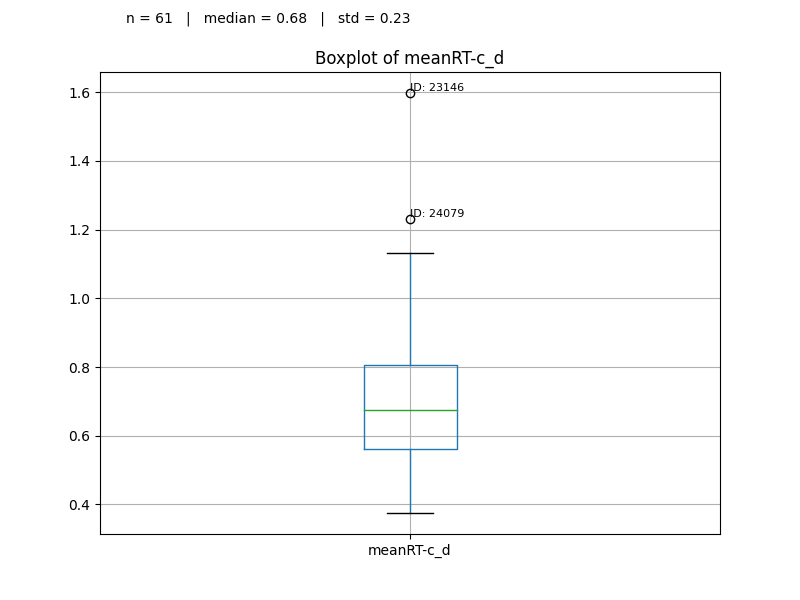 n = 61 | median = 0.68 | std = 0.23
Boxplot of meanRT-c_d
1.6
ID: 23146
1.4
ID: 24079
1.2
1.0
0.8
0.6
0.4
meanRT-c_d